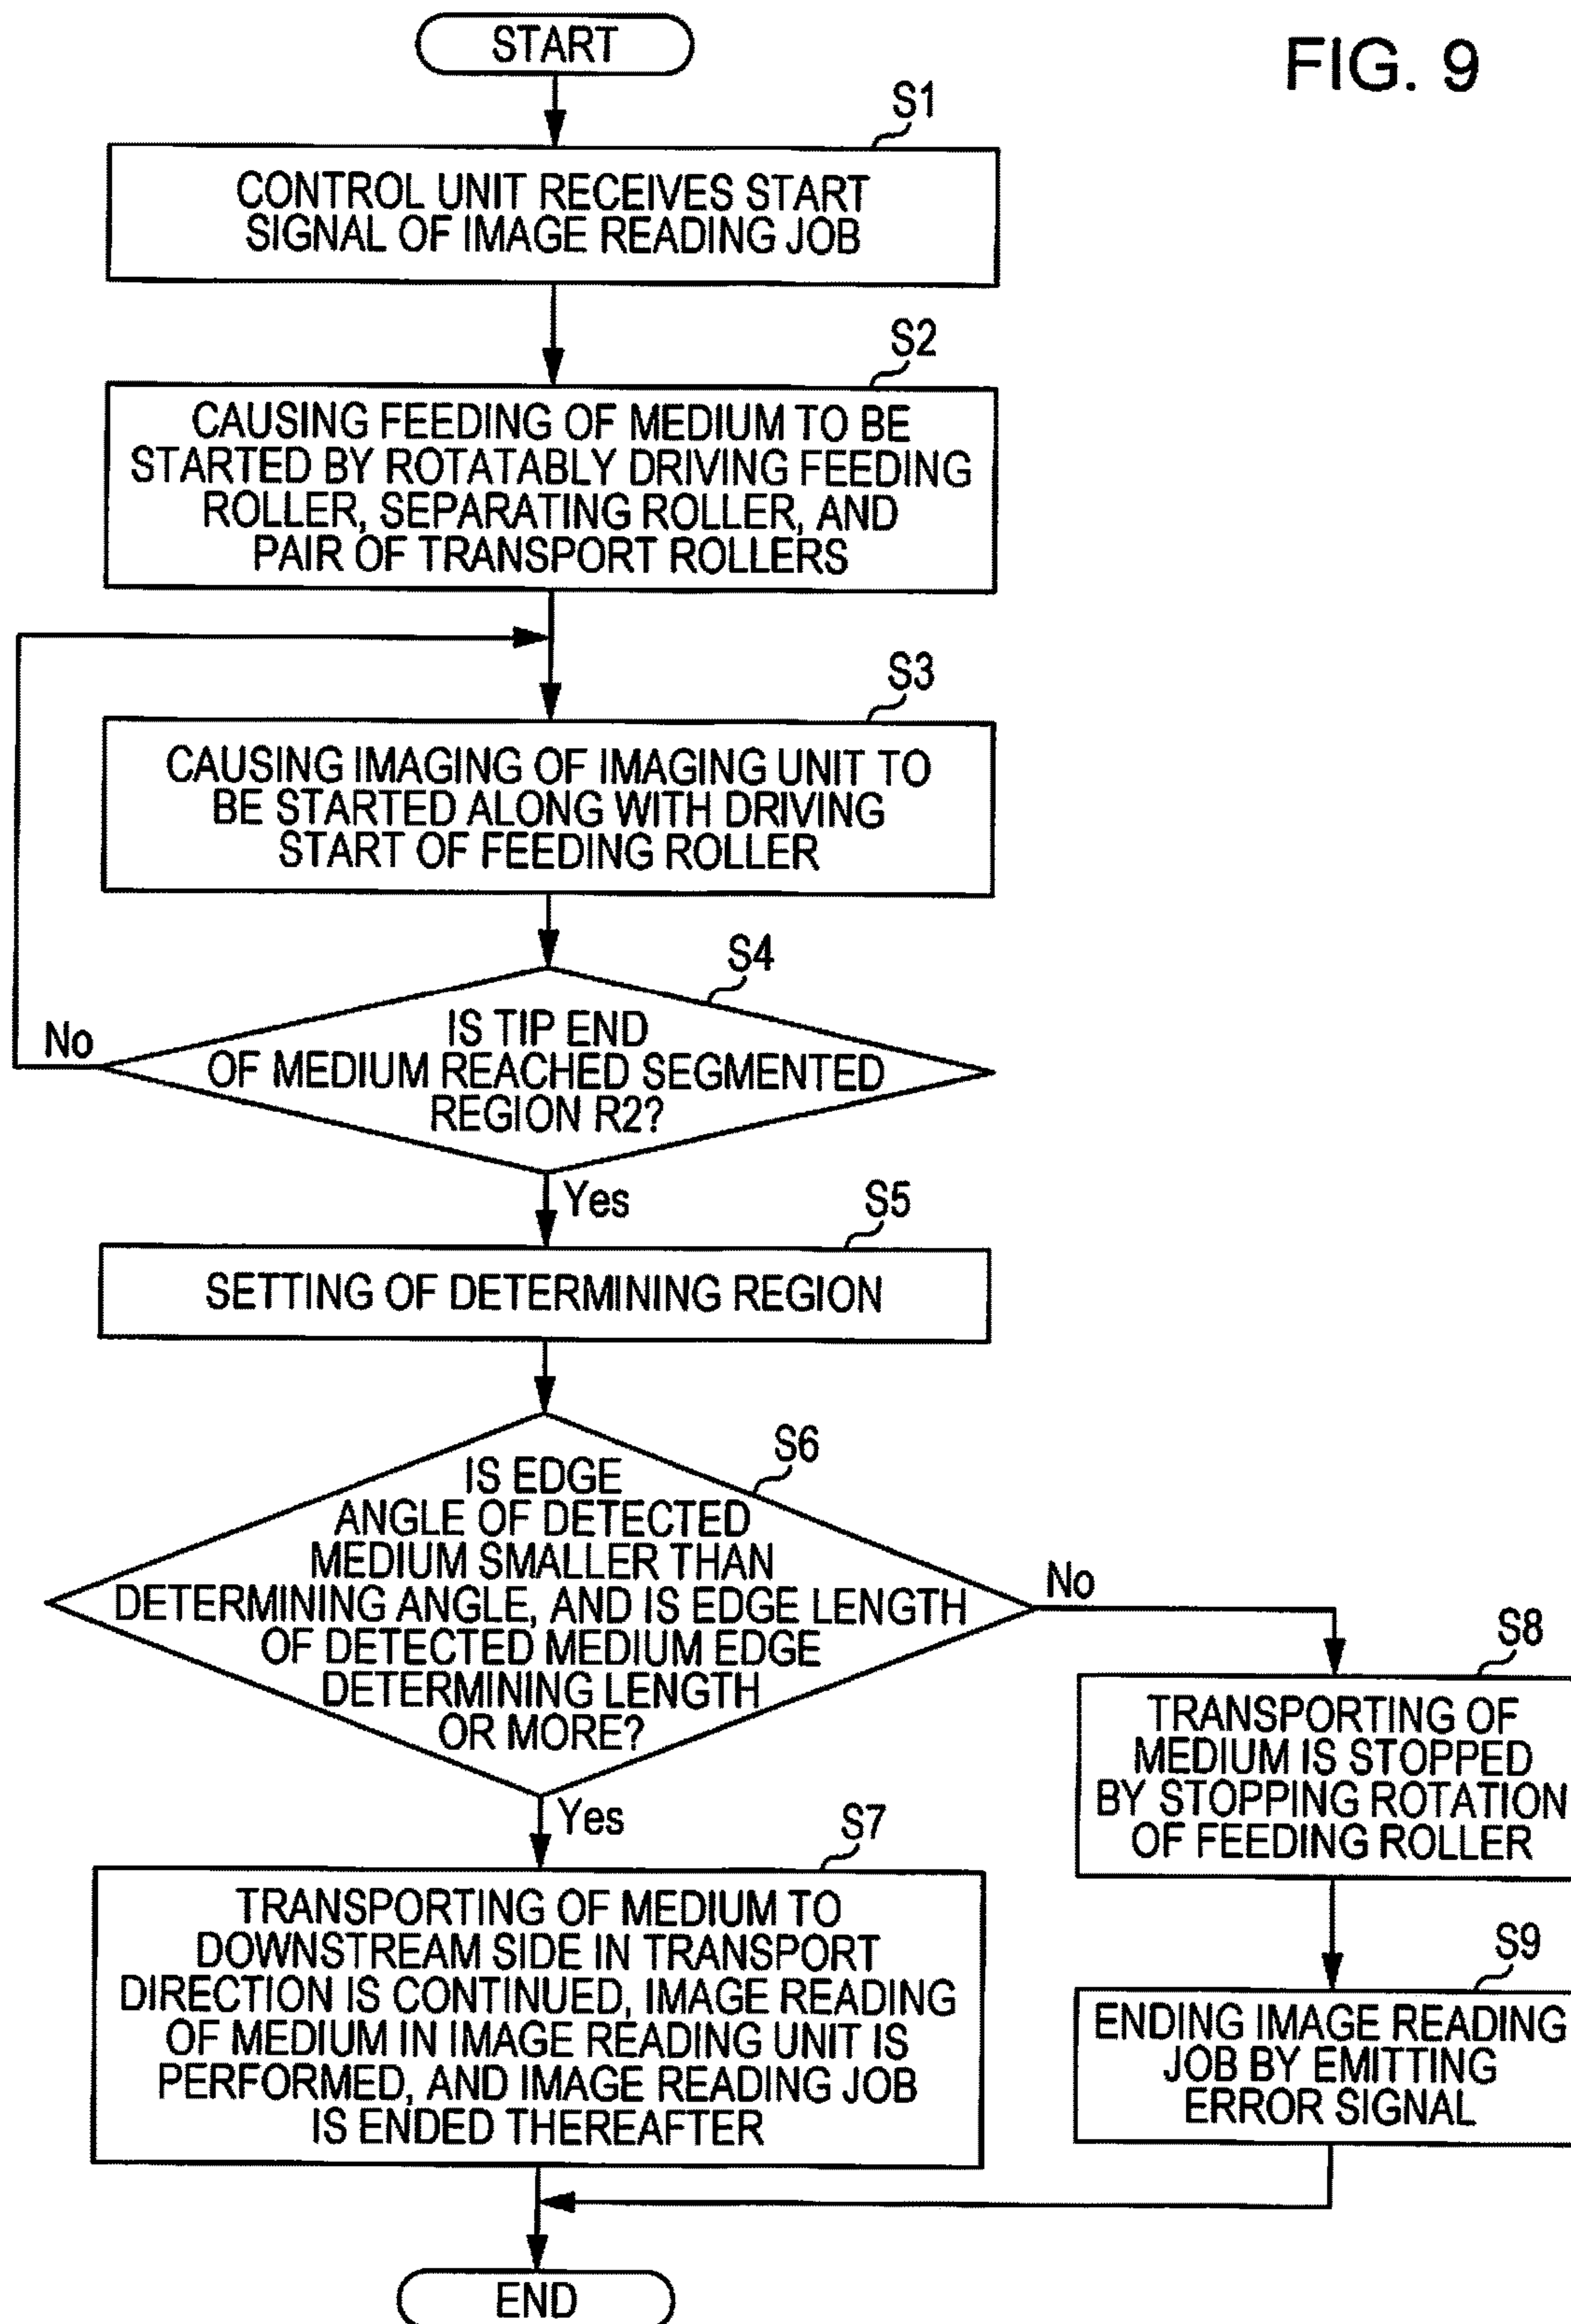 FIG. 9
START
S1
CONTROL UNIT RECEIVES START
SIGNAL OF IMAGE READING JOB
S2
CAUSING FEEDING OF MEDIUM TO BE
STARTED BY ROTATABLY DRIVING FEEDING
ROLLER, SEPARATING ROLLER, AND
PAIR OF TRANSPORT ROLLERS
S3
CAUSING IMAGING OF IMAGING UNIT TO
BE STARTED ALONG WITH DRIVING
START OF FEEDING ROLLER
S4
IS TIP END
OF MEDIUM REACHED SEGMENTED
REGION R2?
No
Yes
S5
SETTING OF DETERMINING REGION
S6
IS EDGE
ANGLE OF DETECTED
MEDIUM SMALLER THAN
DETERMINING ANGLE, AND IS EDGE LENGTH
OF DETECTED MEDIUM EDGE
DETERMINING LENGTH
OR MORE?
No
Yes
S7
TRANSPORTING OF MEDIUM TO
DOWNSTREAM SIDE IN TRANSPORT
DIRECTION IS CONTINUED, IMAGE READING
OF MEDIUM IN IMAGE READING UNIT IS
PERFORMED, AND IMAGE READING JOB
IS ENDED THEREAFTER
S8
TRANSPORTING OF
MEDIUM IS STOPPED
BY STOPPING ROTATION
OF FEEDING ROLLER
S9
ENDING IMAGE READING
JOB BY EMITTING
ERROR SIGNAL
END